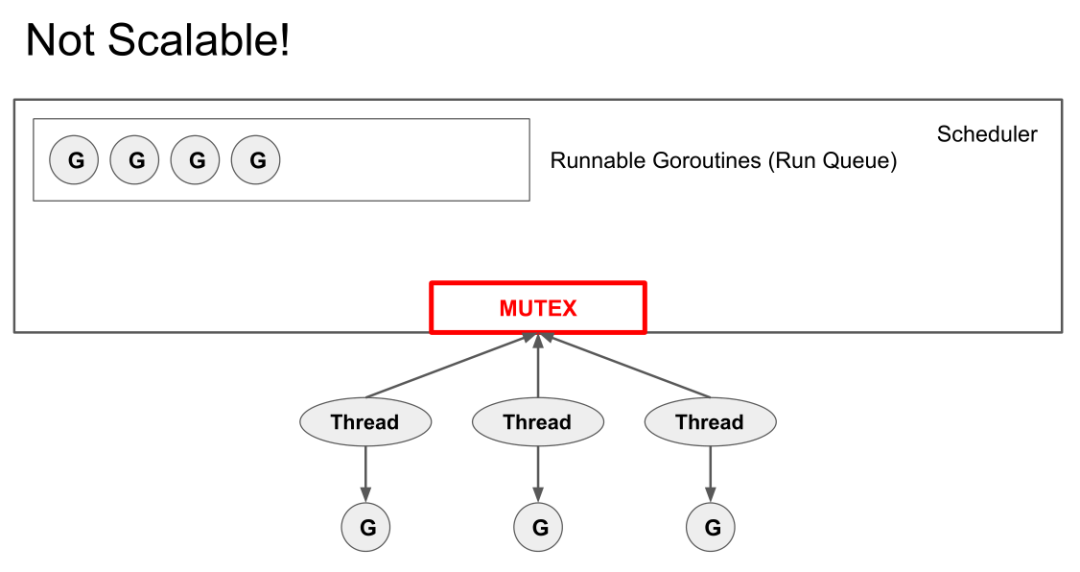 Not Scalable!
Scheduler
G G G G
Runnable Goroutines (Run Queue)
MUTEX
Thread Thread Thread
G G G